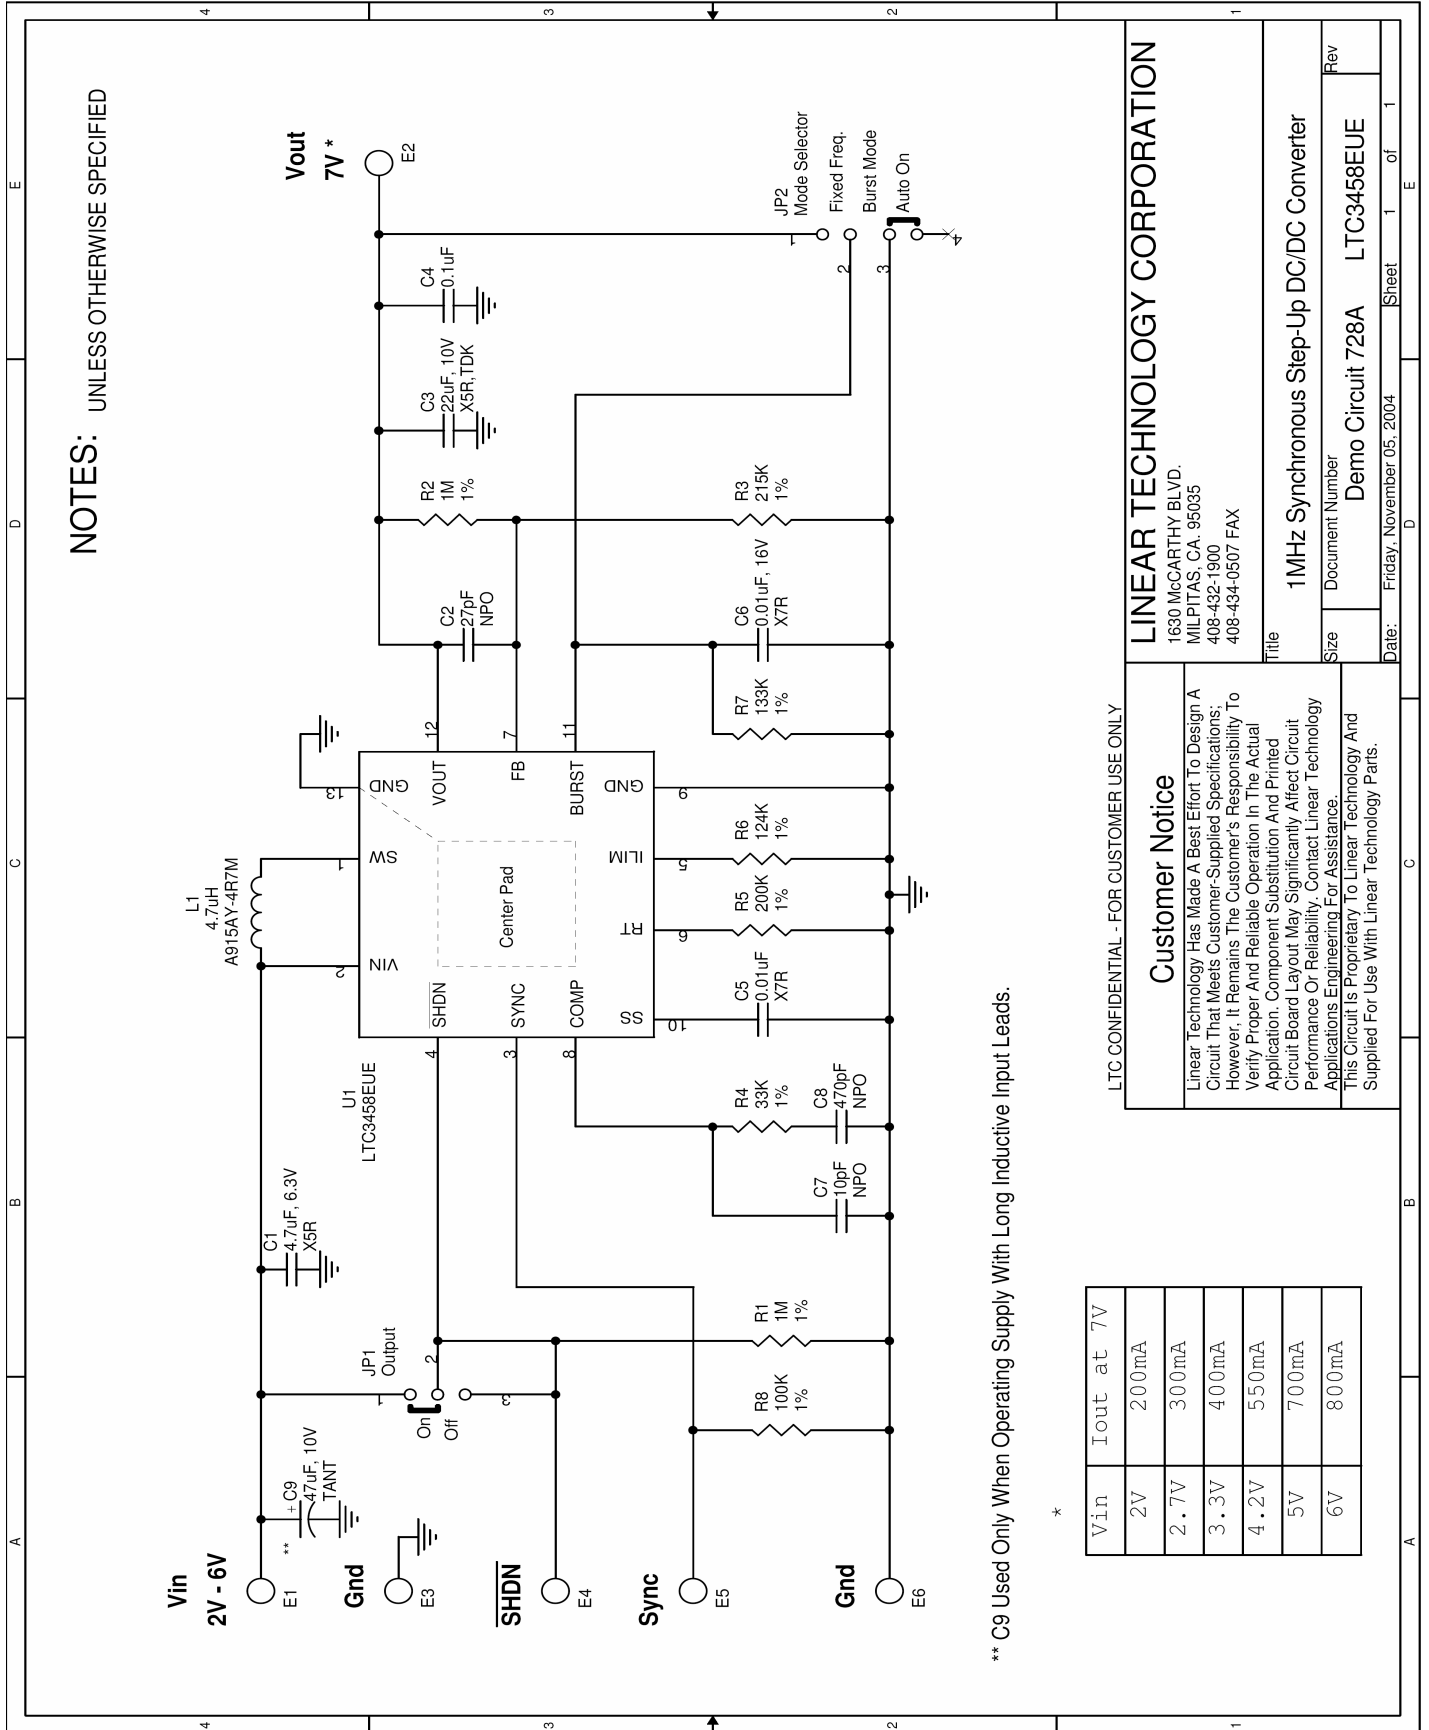 NOTES: UNLESS OTHERWISE SPECIFIED
4
3
2
1
A
B
C
D
E
Vin
2V - 6V
E1
Gnd
E3
SHDN
E4
Sync
E5
Gnd
E6
**
+ C9
47uF, 10V
TANT
C1
4.7uF, 6.3V
X5R
JP1
Output
1
2
3
On
Off
R8
100K
1%
R1
1M
1%
L1
4.7uH
A915AY-4R7M
U1
LTC3458EUE
4
3
8
2
1
13
12
7
11
10
6
5
9
SHDN
SYNC
COMP
VIN
SW
GND
VOUT
FB
BURST
SS
RT
ILIM
GND
Center Pad
C7
10pF
NPO
R4
33K
1%
C8
470pF
NPO
C5
0.01uF
X7R
R5
200K
1%
R6
124K
1%
R7
133K
1%
C6
0.01uF, 16V
X7R
R3
215K
1%
C2
27pF
NPO
R2
1M
1%
C3
22uF, 10V
X5R,TDK
C4
0.1uF
Vout
7V *
E2
JP2
Mode Selector
Fixed Freq.
Burst Mode
Auto On
1
2
3
4
** C9 Used Only When Operating Supply With Long Inductive Input Leads.
*
Vin Iout at 7V
2V 200mA
2.7V 300mA
3.3V 400mA
4.2V 550mA
5V 700mA
6V 800mA
LTC CONFIDENTIAL - FOR CUSTOMER USE ONLY
Customer Notice
Linear Technology Has Made A Best Effort To Design A
Circuit That Meets Customer-Supplied Specifications;
However, It Remains The Customer's Responsibility To
Verify Proper And Reliable Operation In The Actual
Application. Component Substitution And Printed
Circuit Board Layout May Significantly Affect Circuit
Performance Or Reliability. Contact Linear Technology
Applications Engineering For Assistance.
This Circuit Is Proprietary To Linear Technology And
Supplied For Use With Linear Technology Parts.
LINEAR TECHNOLOGY CORPORATION
1630 McCARTHY BLVD.
MILPITAS, CA. 95035
408-432-1900
408-434-0507 FAX
Title
1MHz Synchronous Step-Up DC/DC Converter
Size Document Number Rev
Demo Circuit 728A LTC3458EUE
Date: Friday, November 05, 2004 Sheet 1 of 1
A
B
C
D
E
4
3
2
1